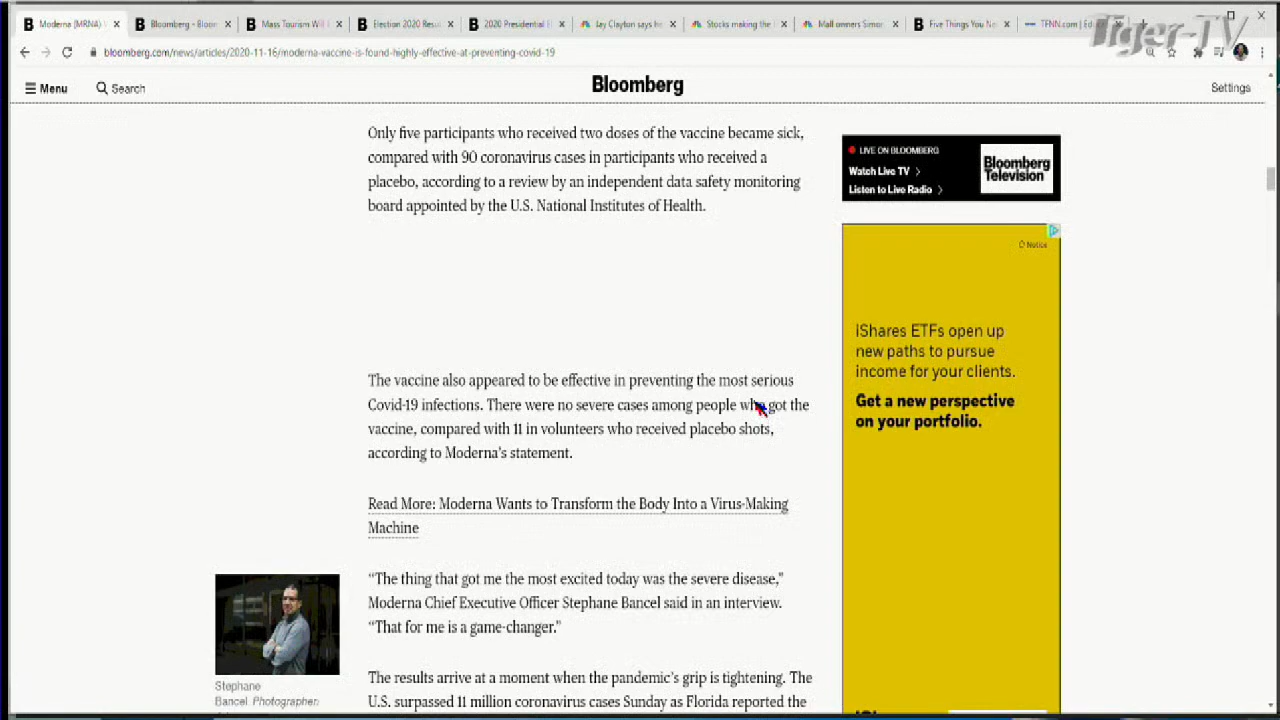 Moderna (MRNA)
Bloomberg - Bloon
Mass Tourism Will
Election 2020 Resu
2020 Presidential
Jay Clayton says he
Stocks making the
Mall owners Simon
Five Things You Ne
TFNN.com |
Tiger-TV
bloomberg.com/news/articles/2020-11-16/moderna-vaccine-is-found-highly-effective-at-preventing-covid-19
Menu
Search
Bloomberg
Settings
Only five participants who received two doses of the vaccine became sick,
compared with 90 coronavirus cases in participants who received a
placebo, according to a review by an independent data safety monitoring
board appointed by the U.S. National Institutes of Health.
LIVE ON BLOOMBERG
Watch Live TV >
Listen to Live Radio >
Bloomberg
Television
Notice
iShares ETFs open up
new paths to pursue
income for your clients.
Get a new perspective
on your portfolio.
The vaccine also appeared to be effective in preventing the most serious
Covid-19 infections. There were no severe cases among people who got the
vaccine, compared with 11 in volunteers who received placebo shots,
according to Moderna's statement.
Read More: Moderna Wants to Transform the Body Into a Virus-Making
Machine
“The thing that got me the most excited today was the severe disease,”
Moderna Chief Executive Officer Stephane Bancel said in an interview.
“That for me is a game-changer.”
Stephane
Bancel Photographer:
The results arrive at a moment when the pandemic's grip is tightening. The
U.S. surpassed 11 million coronavirus cases Sunday as Florida reported the